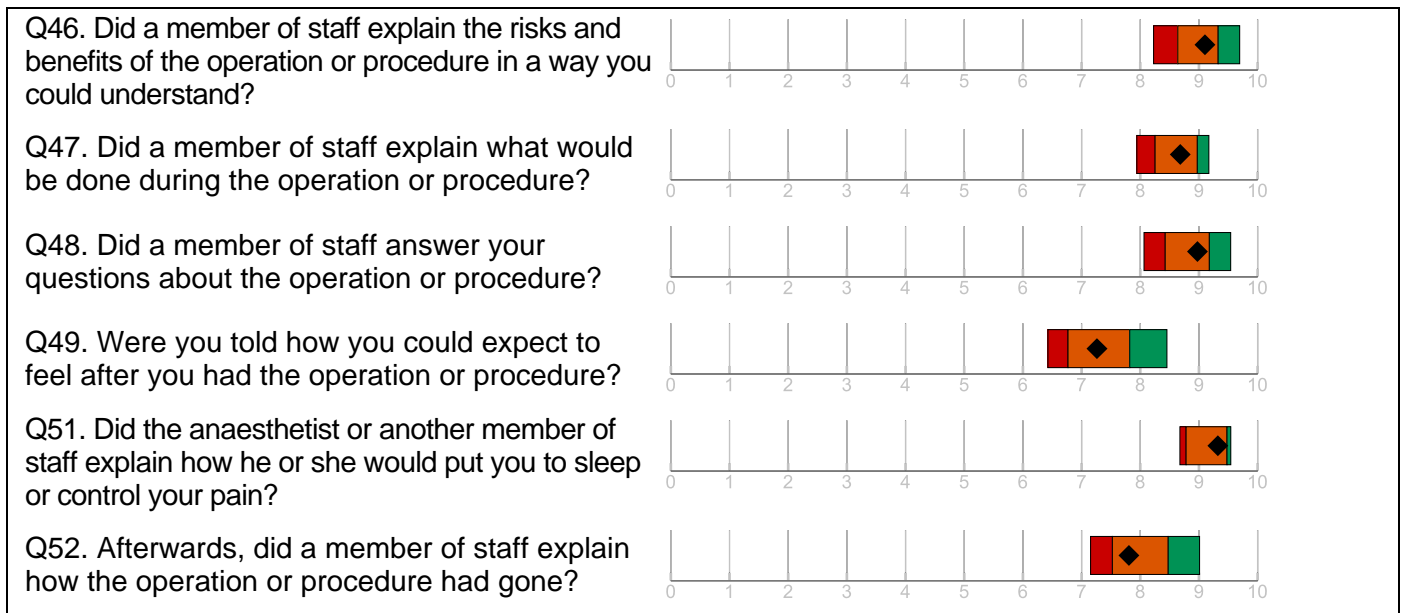 Q46. Did a member of staff explain the risks and
benefits of the operation or procedure in a way you
could understand?
0 1 2 3 4 5 6 7 8 9 10
Q47. Did a member of staff explain what would
be done during the operation or procedure?
0 1 2 3 4 5 6 7 8 9 10
Q48. Did a member of staff answer your
questions about the operation or procedure?
0 1 2 3 4 5 6 7 8 9 10
Q49. Were you told how you could expect to
feel after you had the operation or procedure?
0 1 2 3 4 5 6 7 8 9 10
Q51. Did the anaesthetist or another member of
staff explain how he or she would put you to sleep
or control your pain?
0 1 2 3 4 5 6 7 8 9 10
Q52. Afterwards, did a member of staff explain
how the operation or procedure had gone?
0 1 2 3 4 5 6 7 8 9 10